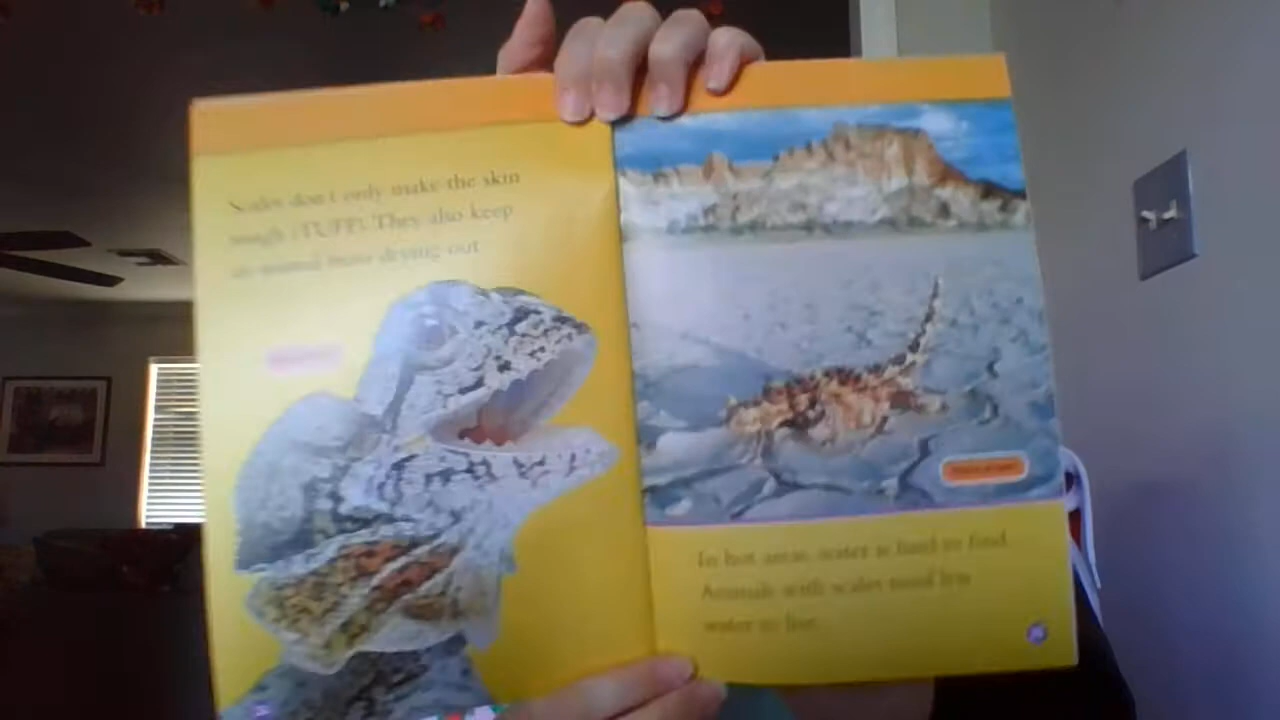 Scales don't only make the skin
tough (TUFF). They also keep
an animal from drying out
In hot areas, water is hard to find.
Animals with scales need less
water to live.